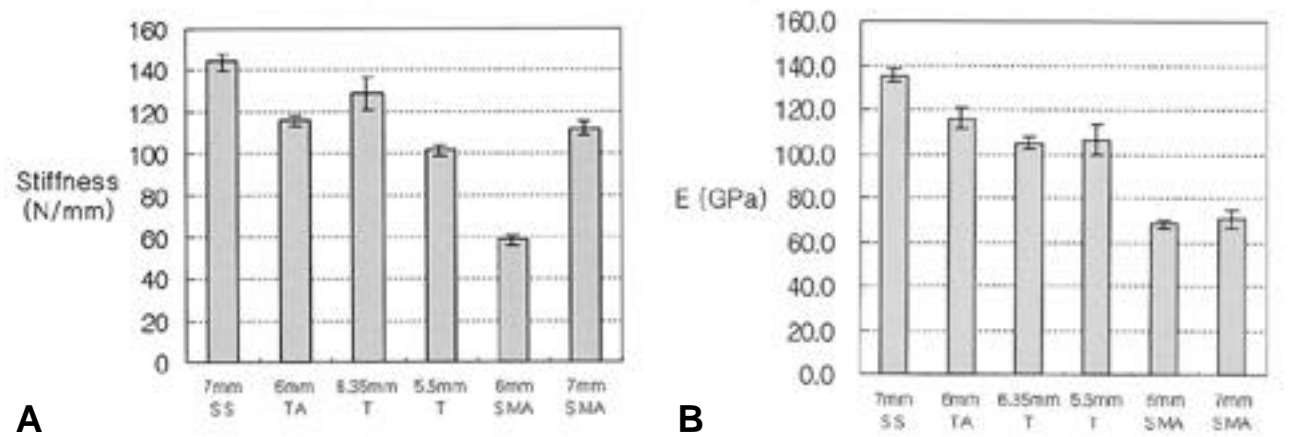 160
140
120
100
80
60
40
20
0
Stiffness
(N/mm)
7mm
SS
6mm
TA
6.35mm
T
5.5mm
T
6mm
SMA
7mm
SMA
A
160.0
140.0
120.0
100.0
80.0
60.0
40.0
20.0
0.0
E (GPa)
7mm
SS
6mm
TA
6.35mm
T
5.5mm
T
6mm
SMA
7mm
SMA
B